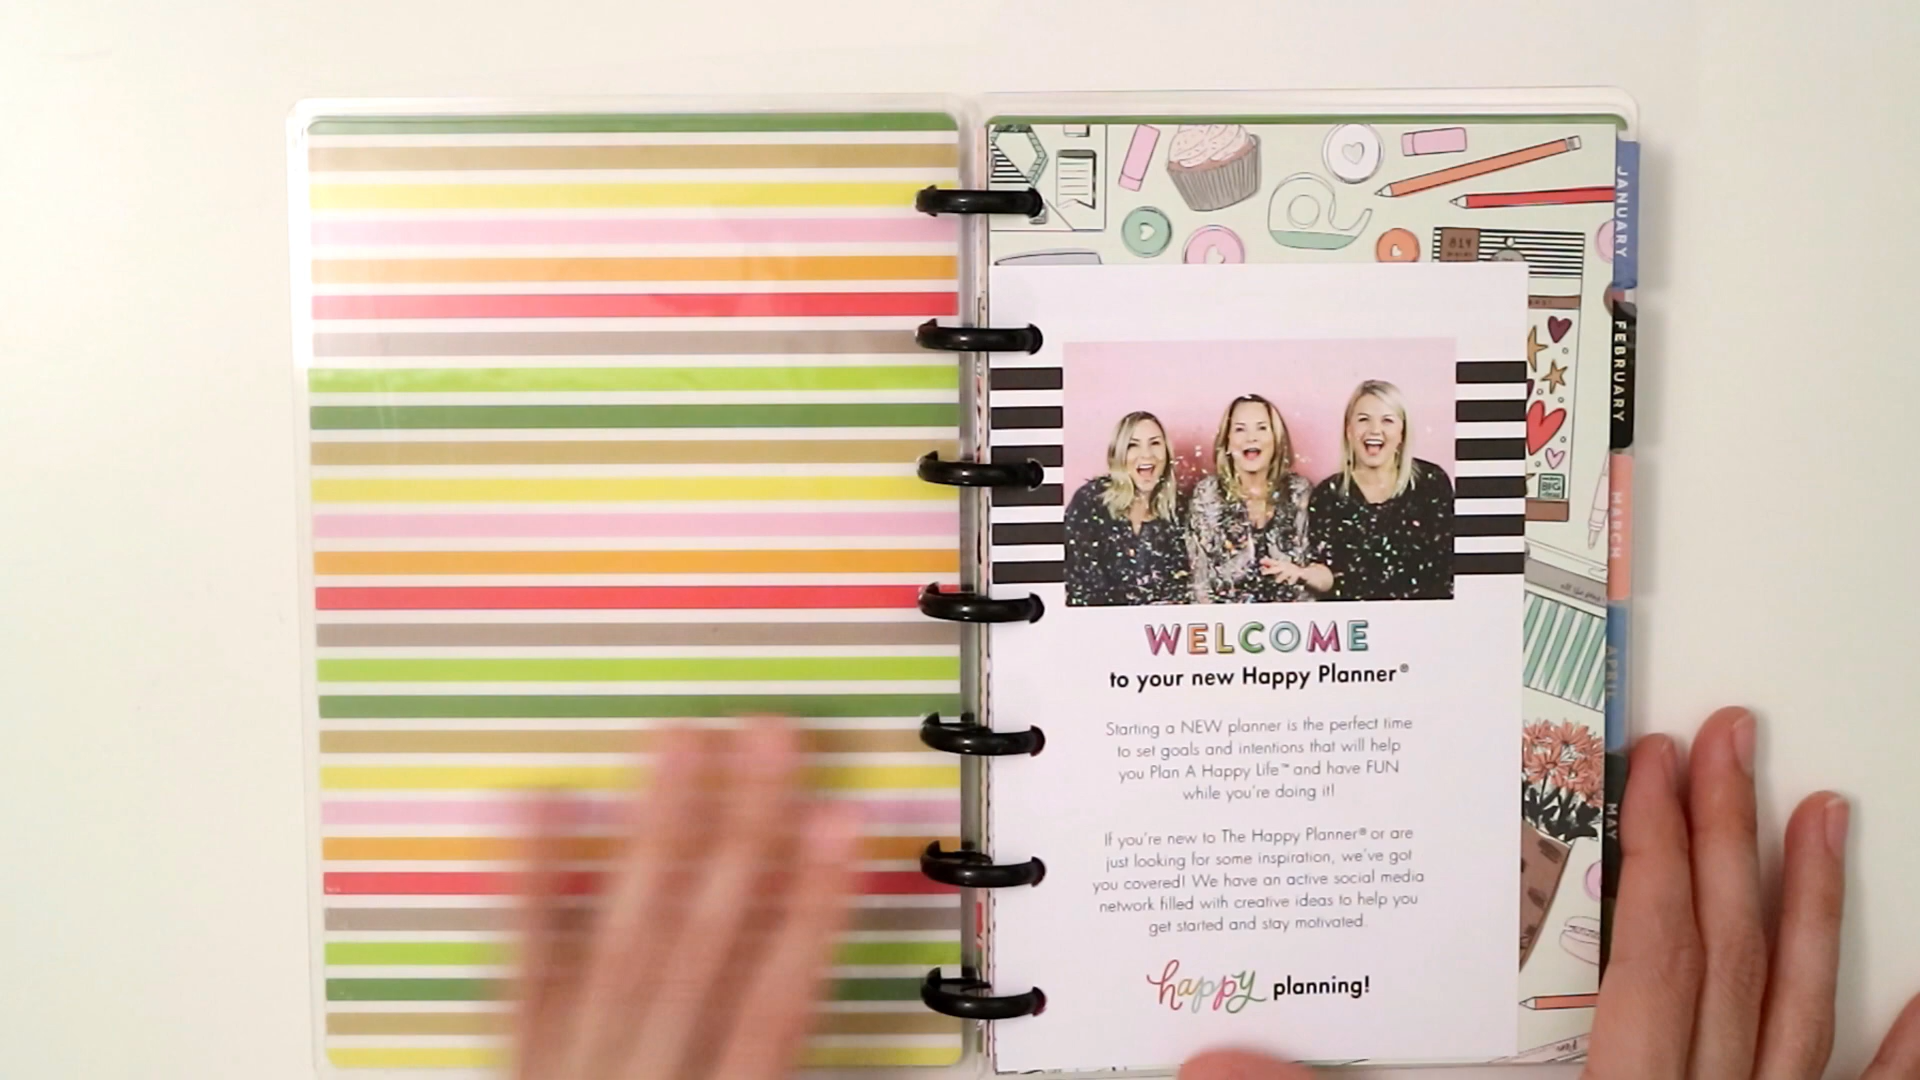 JANUARY
FEBRUARY
MARCH
APRIL
MAY
BIG
WELCOME
to your new Happy Planner®
Starting a NEW planner is the perfect time
to set goals and intentions that will help
you Plan A Happy Life™ and have FUN
while you're doing it!
If you're new to The Happy Planner® or are
just looking for some inspiration, we've got
you covered! We have an active social media
network filled with creative ideas to help you
get started and stay motivated.
happy planning!